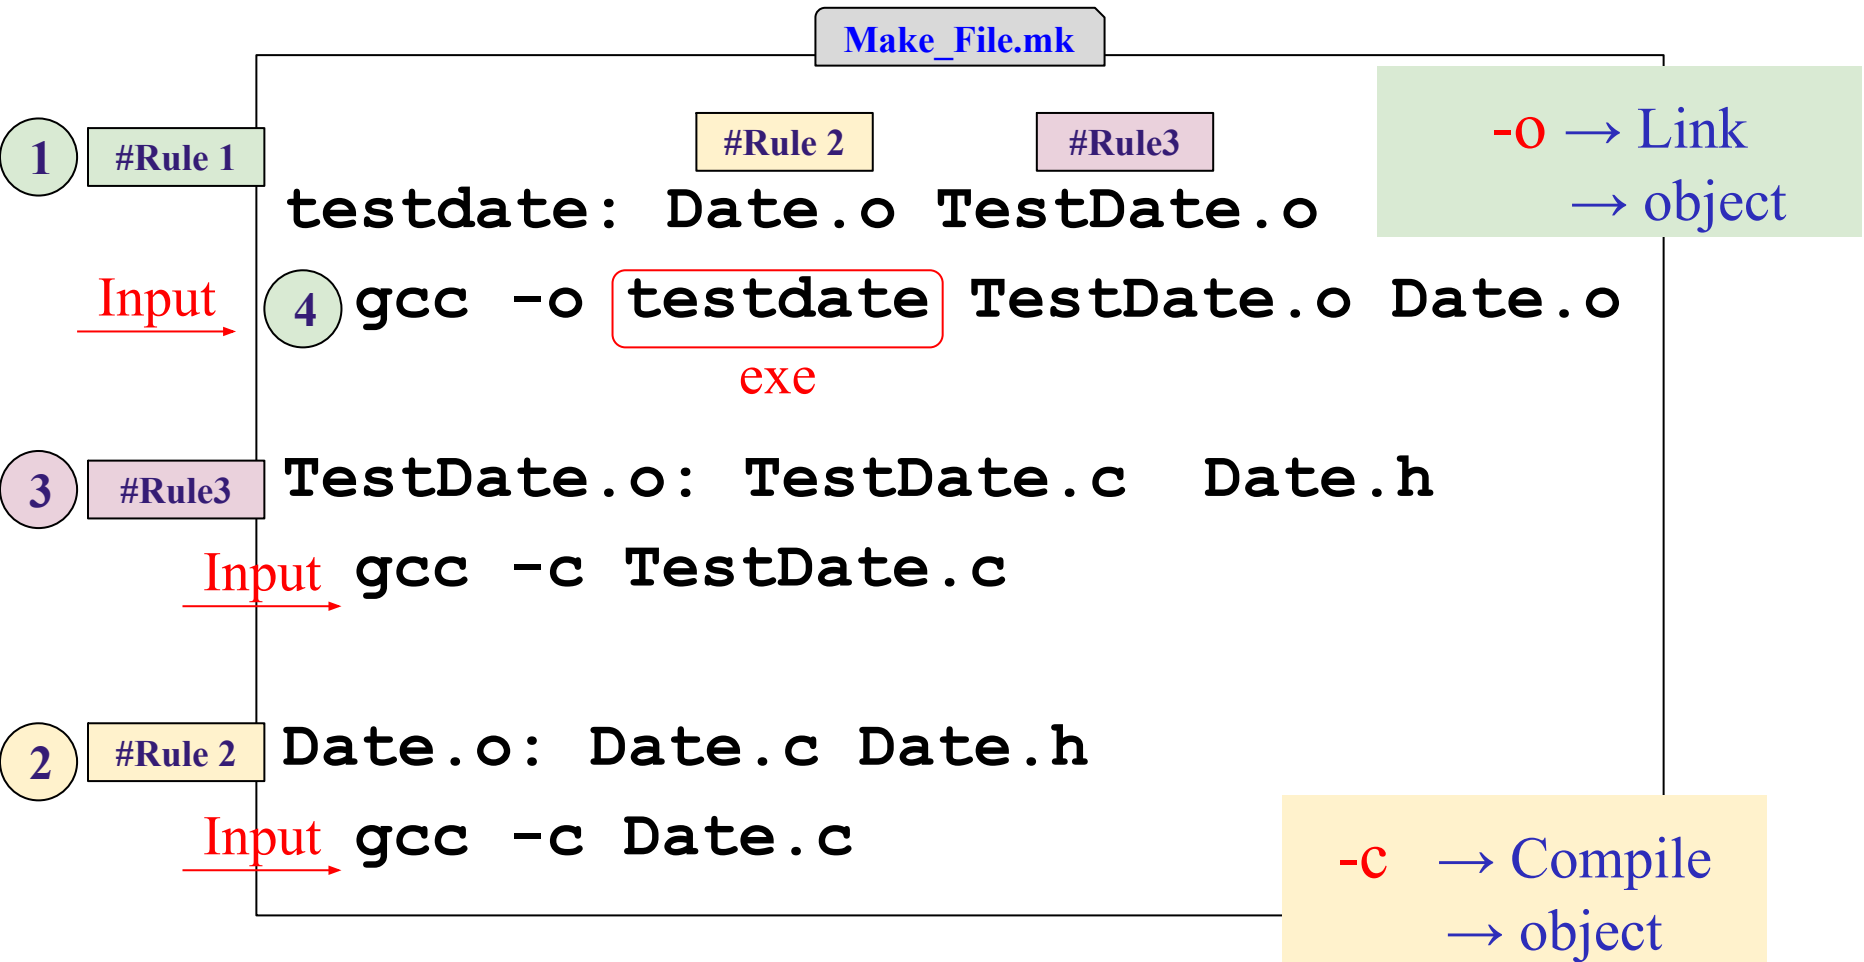 Make_File.mk
-o → Link
→ object
1 #Rule 1 #Rule 2 #Rule3
testdate: Date.o TestDate.o
Input 4 gcc -o testdate TestDate.o Date.o
exe
3 #Rule3 TestDate.o: TestDate.c Date.h
Input gcc -c TestDate.c
2 #Rule 2 Date.o: Date.c Date.h
Input gcc -c Date.c
-c → Compile
→ object